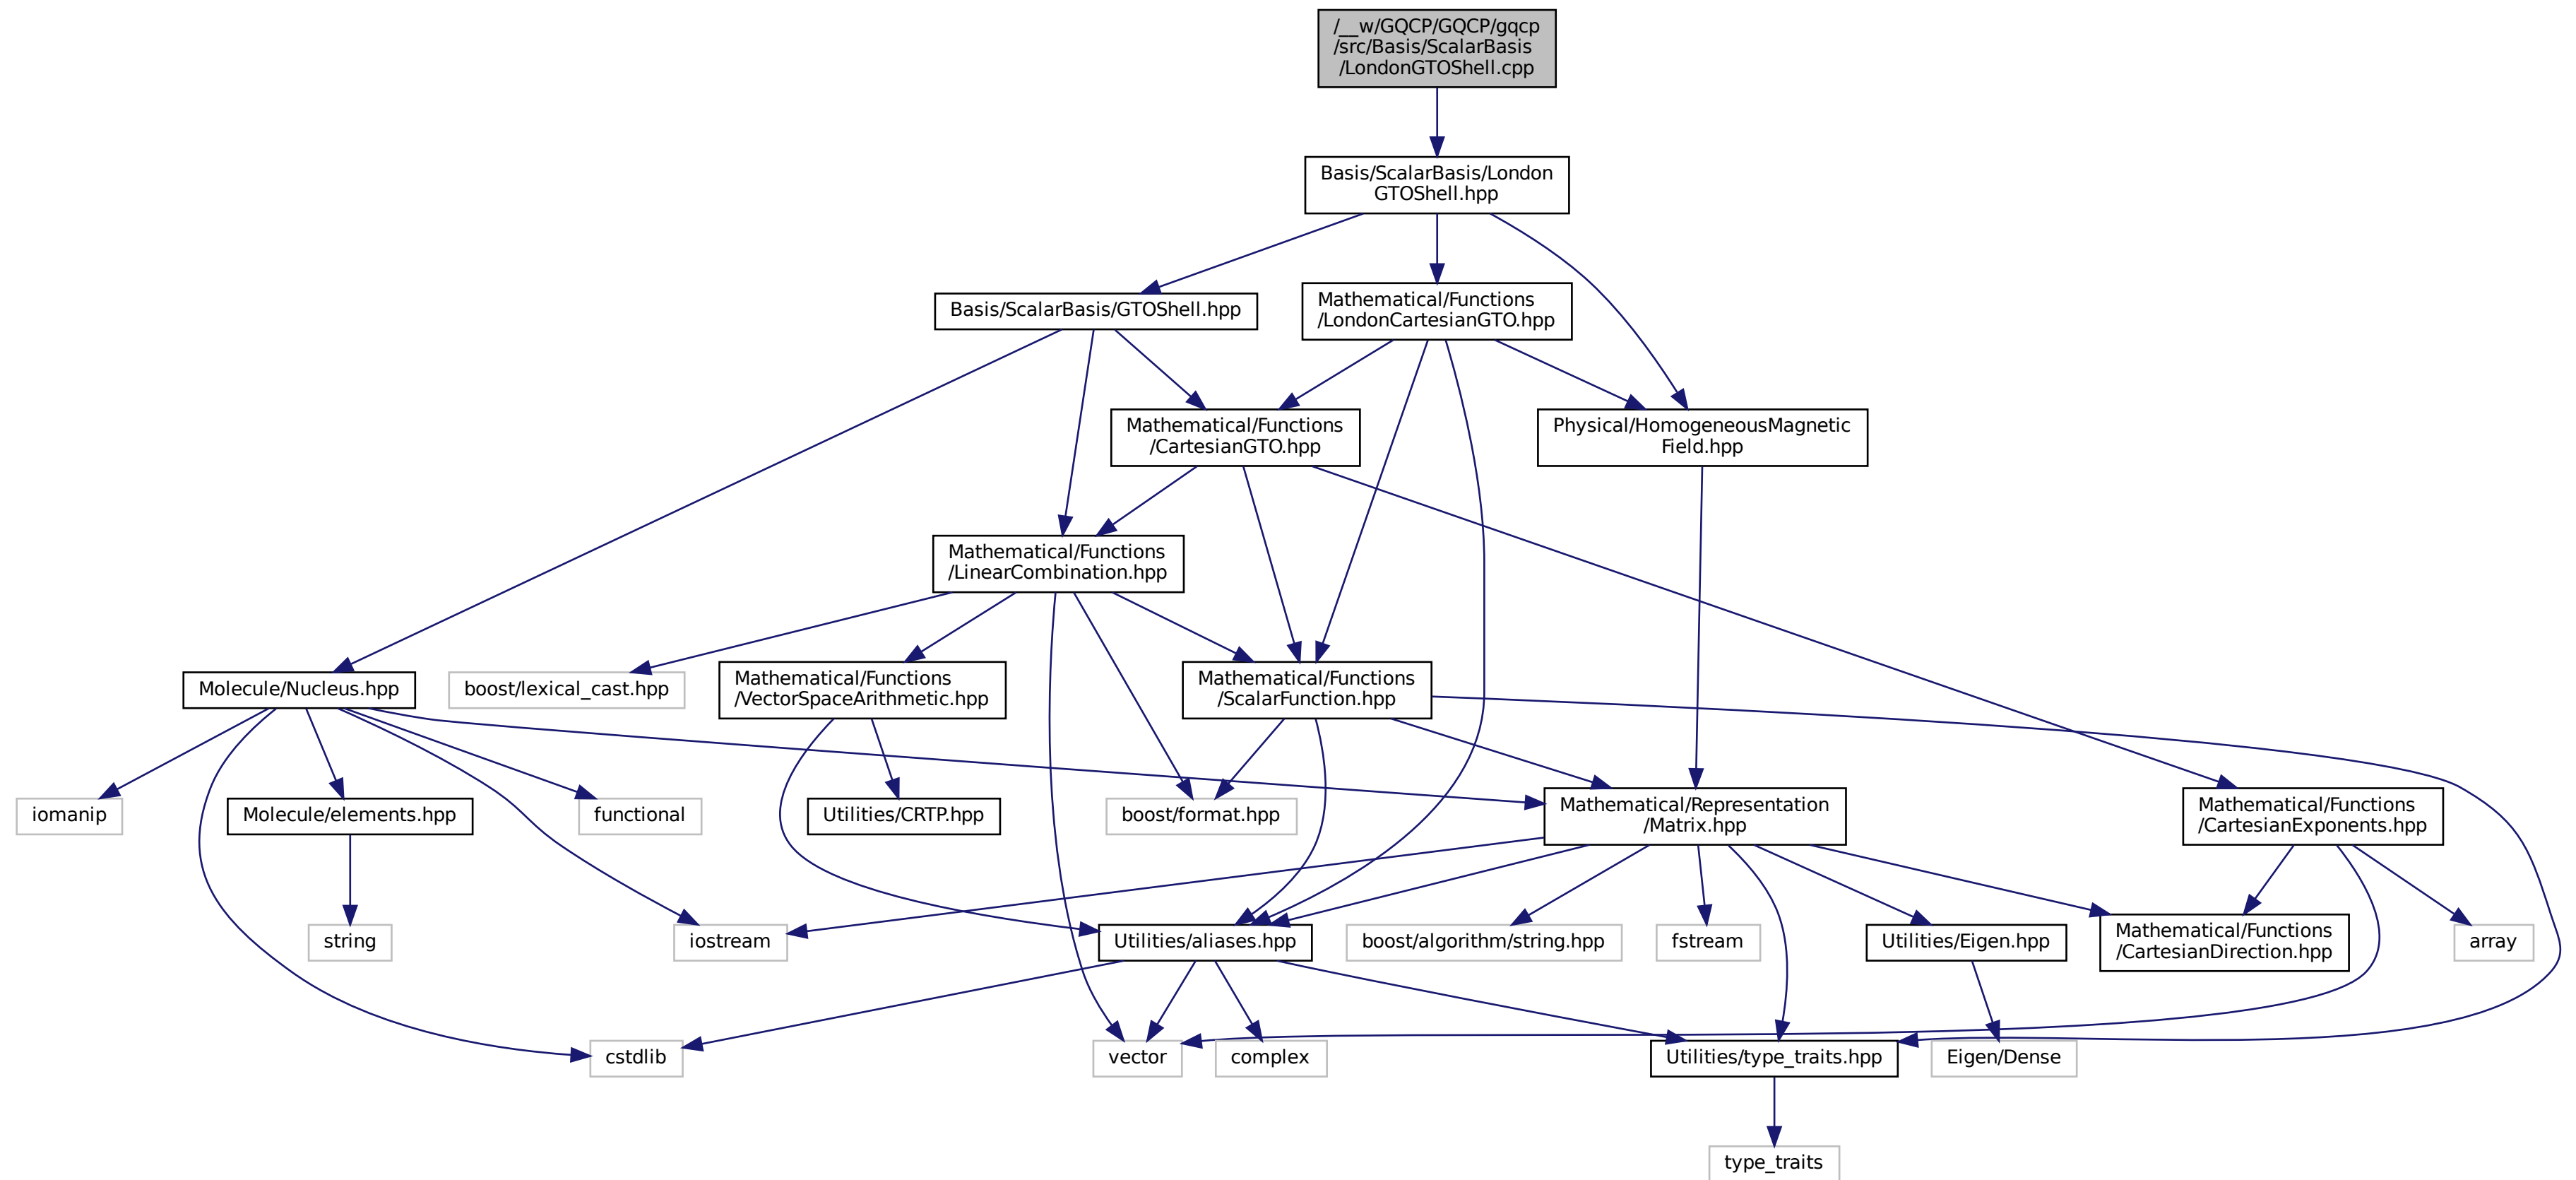 /__w/GQCP/GQCP/gqcp
/src/Basis/ScalarBasis
/LondonGTOShell.cpp
Basis/ScalarBasis/London
GTOShell.hpp
Basis/ScalarBasis/GTOShell.hpp
Mathematical/Functions
/LondonCartesianGTO.hpp
Mathematical/Functions
/CartesianGTO.hpp
Physical/HomogeneousMagnetic
Field.hpp
Mathematical/Functions
/LinearCombination.hpp
Molecule/Nucleus.hpp
boost/lexical_cast.hpp
Mathematical/Functions
/VectorSpaceArithmetic.hpp
Mathematical/Functions
/ScalarFunction.hpp
iomanip
Molecule/elements.hpp
functional
Utilities/CRTP.hpp
boost/format.hpp
Mathematical/Representation
/Matrix.hpp
Mathematical/Functions
/CartesianExponents.hpp
string
iostream
Utilities/aliases.hpp
boost/algorithm/string.hpp
fstream
Utilities/Eigen.hpp
Mathematical/Functions
/CartesianDirection.hpp
array
cstdlib
vector
complex
Utilities/type_traits.hpp
Eigen/Dense
type_traits